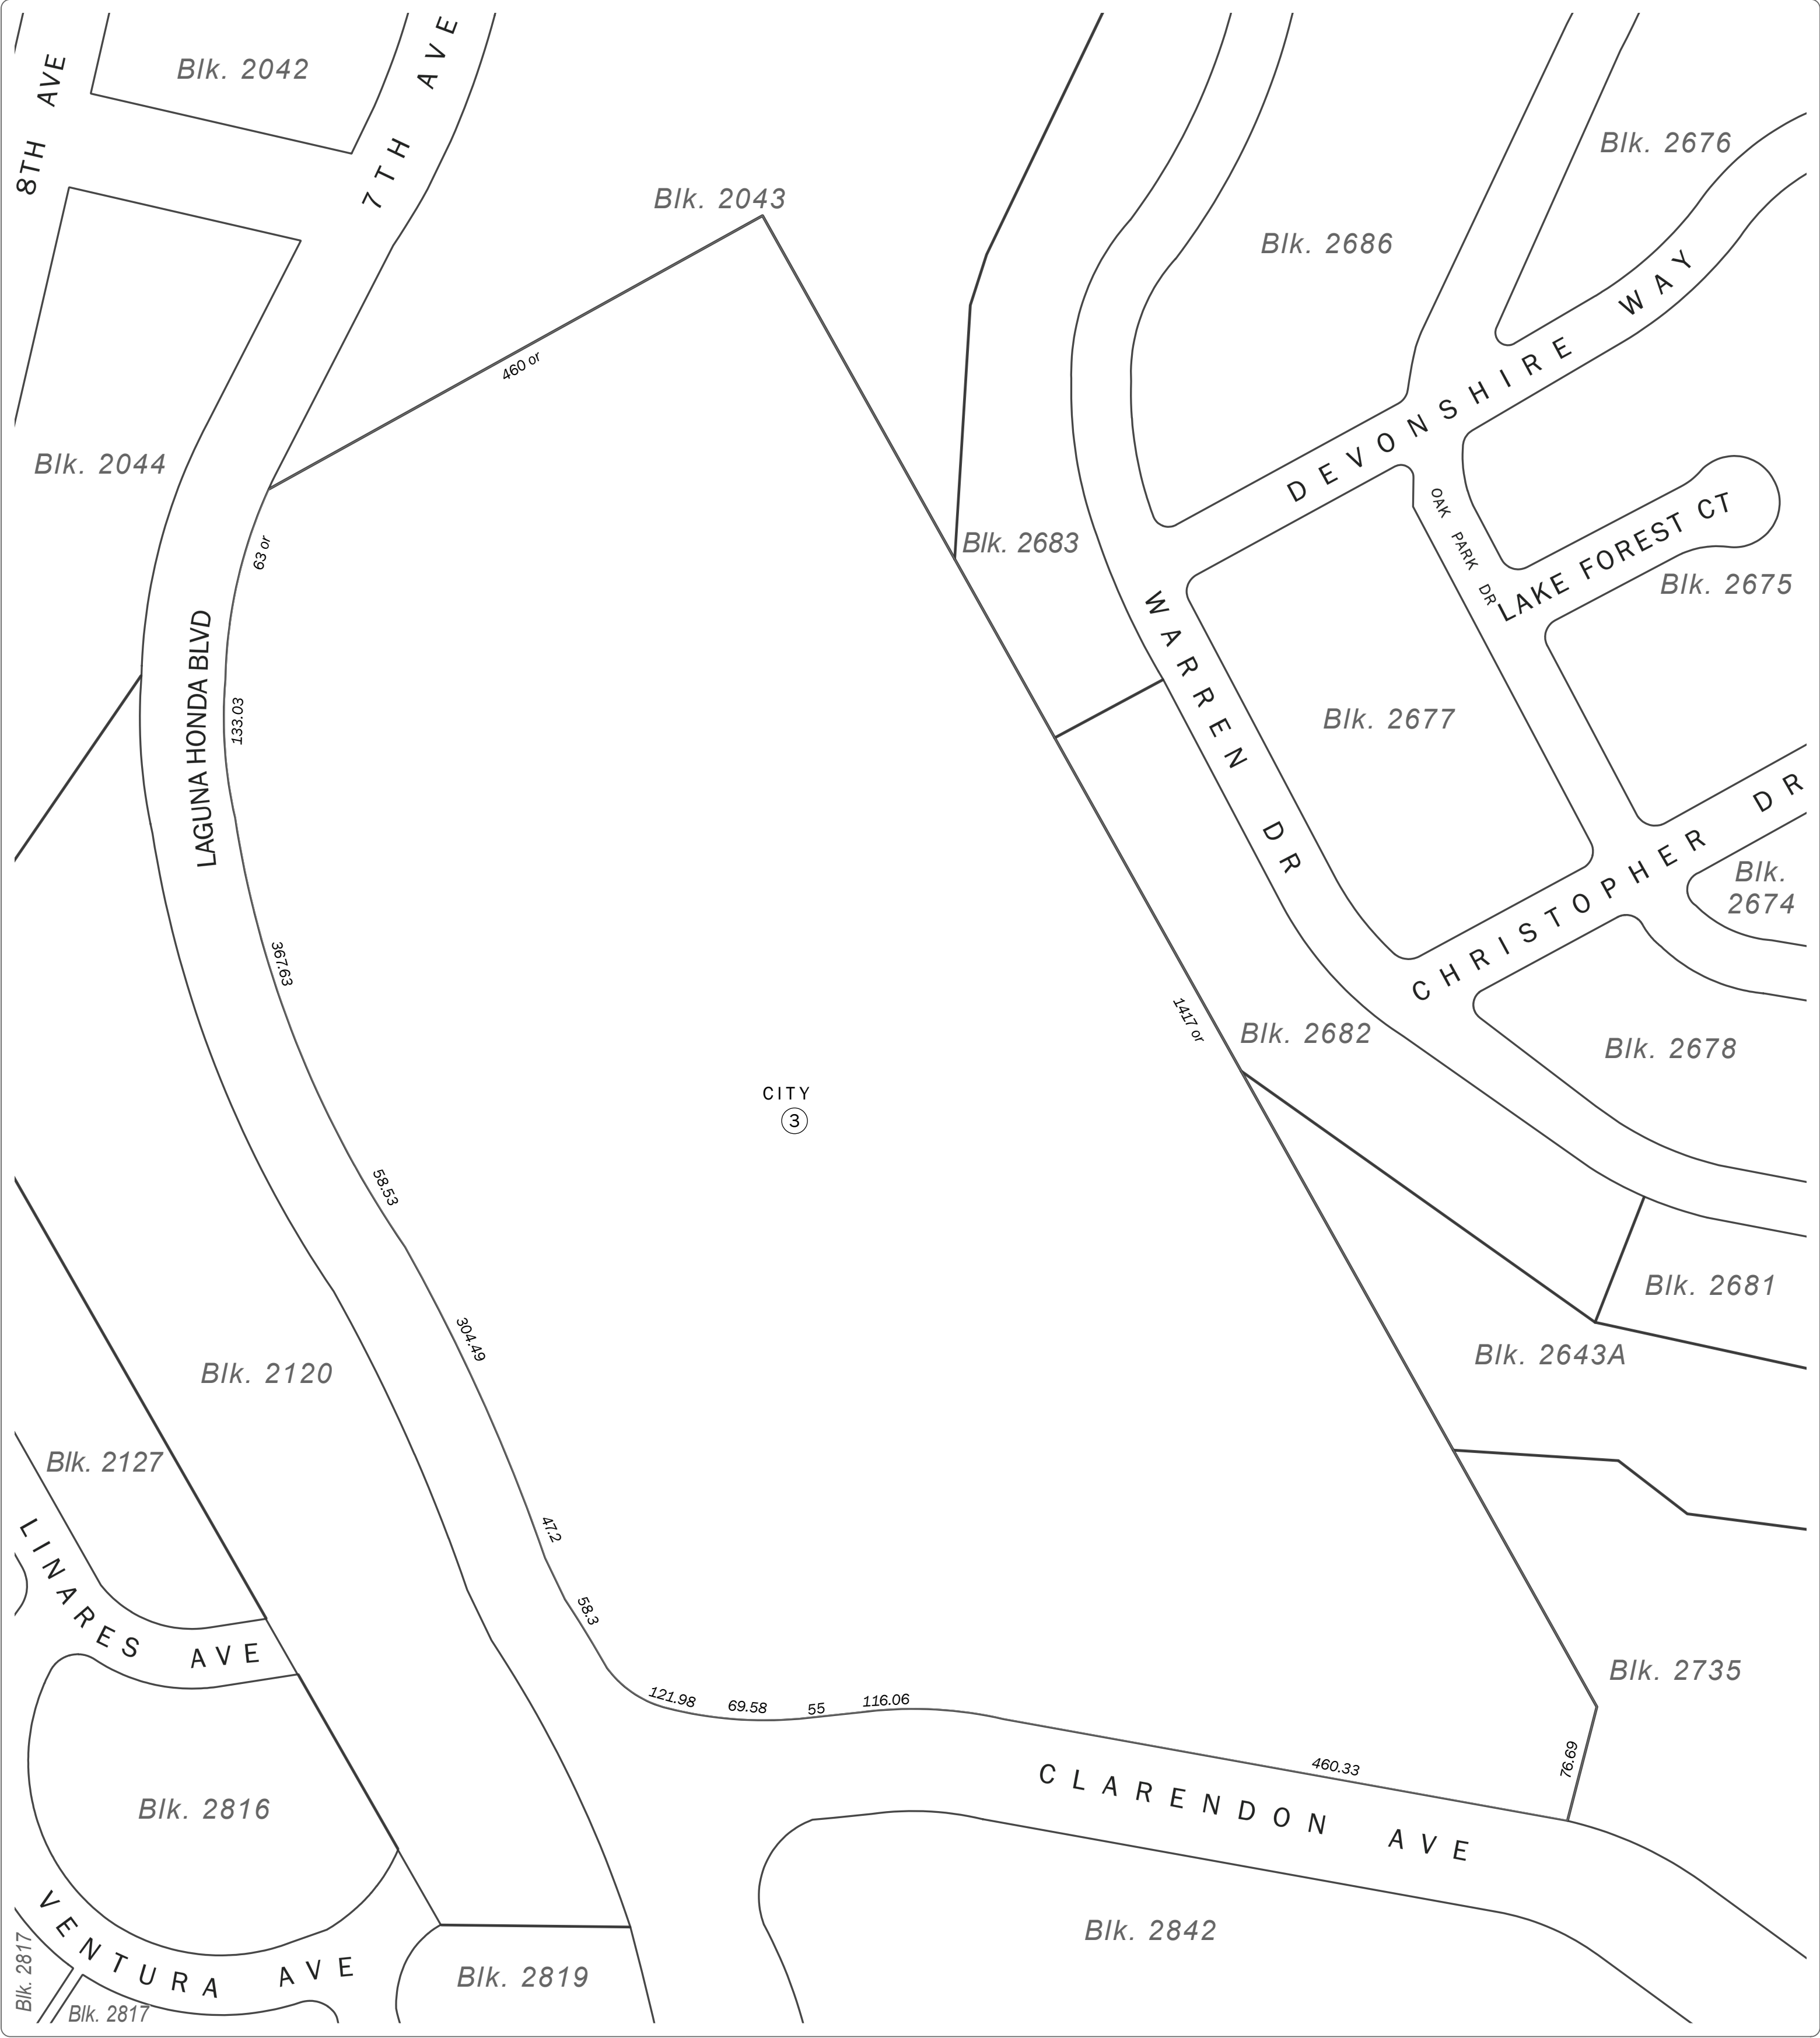 Blk. 2042
8TH AVE
7TH AVE
Blk. 2043
Blk. 2676
Blk. 2686
DEVONSHIRE WAY
460 or
Blk. 2044
63 or
Blk. 2683
OAK PARK DR
LAKE FOREST CT
Blk. 2675
LAGUNA HONDA BLVD
133.03
WARREN DR
Blk. 2677
CHRISTOPHER DR
Blk.
2674
367.63
1417 or
Blk. 2682
Blk. 2678
CITY
3
58.53
304.49
Blk. 2681
Blk. 2643A
Blk. 2120
Blk. 2127
LINARES AVE
47.2
58.3
121.98
69.58
55
116.06
Blk. 2735
460.33
76.69
CLARENDON AVE
Blk. 2816
VENTURA AVE
Blk. 2842
Blk. 2819
Blk. 2817
Blk. 2817